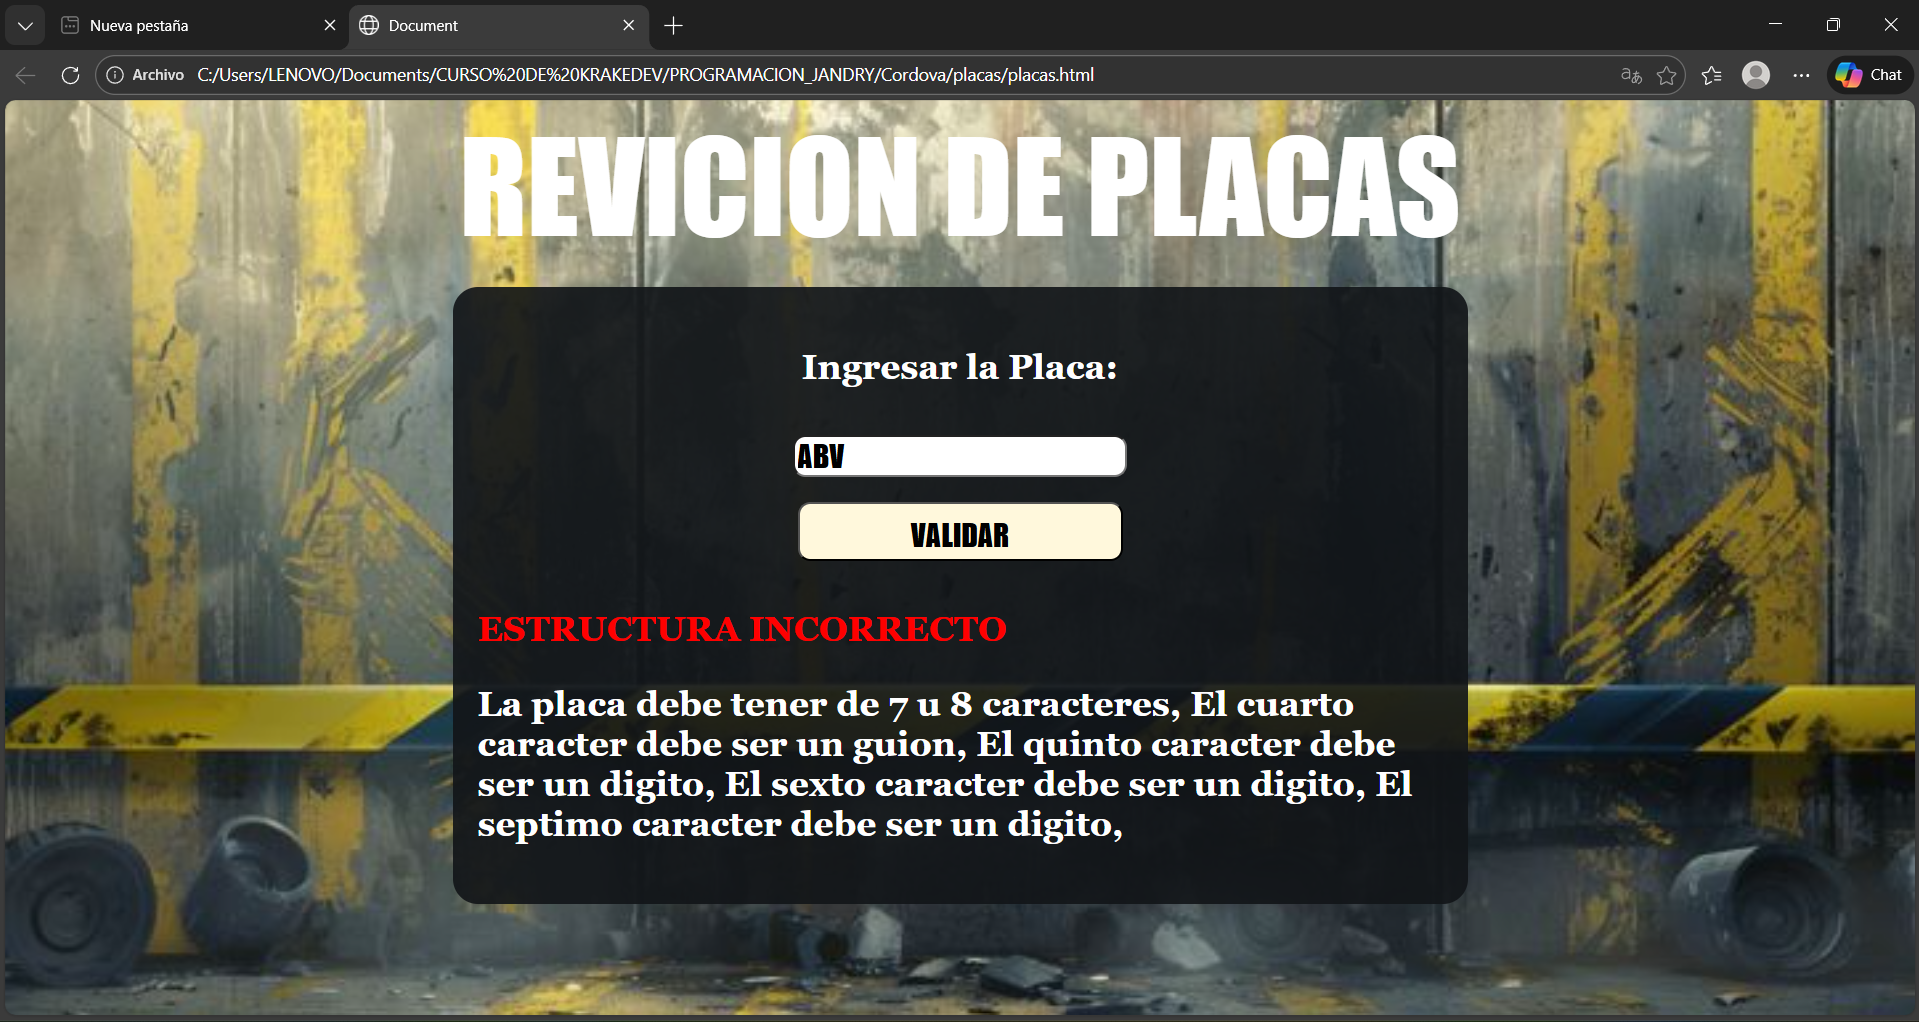 Nueva pestaña
Document
Archivo C:/Users/LENOVO/Documents/CURSO%20DE%20KRAKEDEV/PROGRAMACION_JANDRY/Cordova/placas/placas.html
Chat
REVICION DE PLACAS
Ingresar la Placa:
ABV
VALIDAR
ESTRUCTURA INCORRECTO
La placa debe tener de 7 u 8 caracteres, El cuarto
caracter debe ser un guion, El quinto caracter debe
ser un digito, El sexto caracter debe ser un digito, El
septimo caracter debe ser un digito,